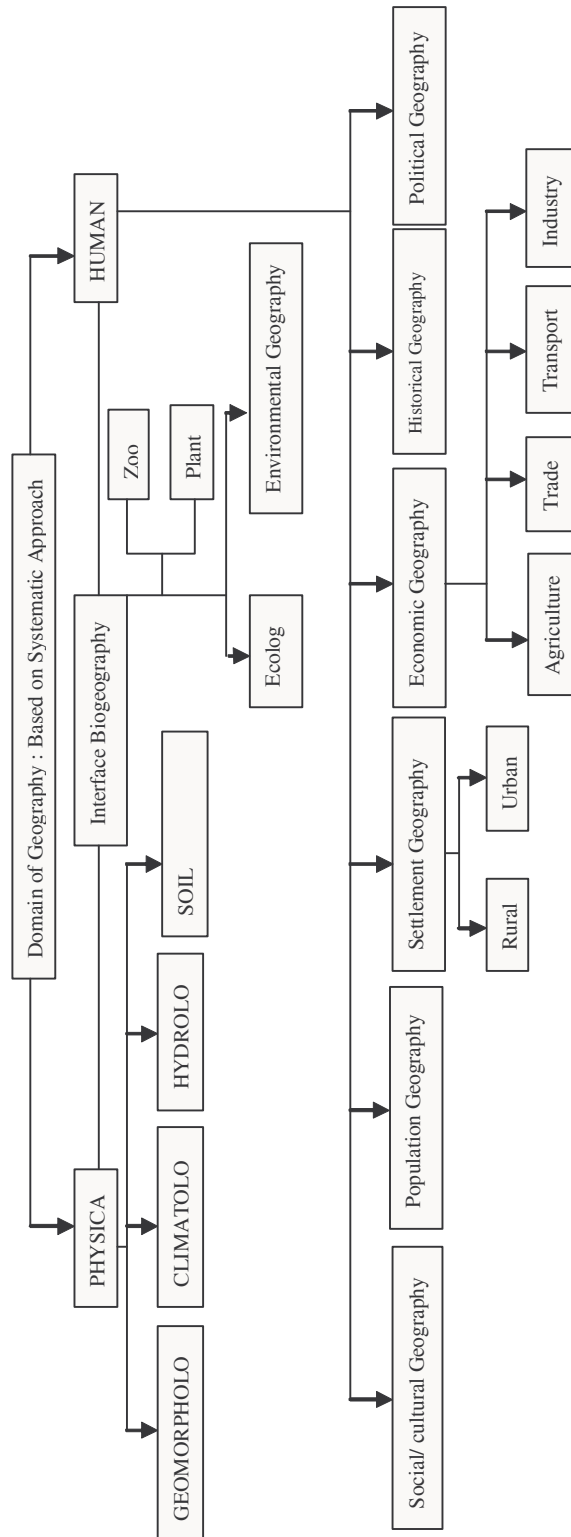 Domain of Geography : Based on Systematic Approach
PHYSICA
Interface Biogeography
HUMAN
Zoo
Plant
GEOMORPHOLO
CLIMATOLO
HYDROLO
SOIL
Ecolog
Environmental Geography
Social/ cultural Geography
Population Geography
Settlement Geography
Economic Geography
Historical Geography
Political Geography
Rural
Urban
Agriculture
Trade
Transport
Industry